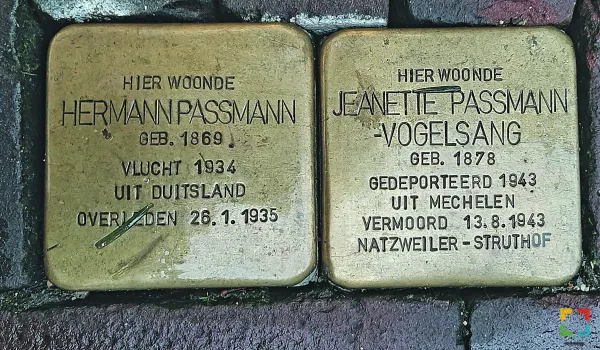 HIER WOONDE
HERMANN PASSMANN
GEB. 1869
VLUCHT 1934
UIT DUITSLAND
OVERLEDEN 26.1.1935
HIER WOONDE
JEANETTE PASSMANN
-VOGELSANG
GEB. 1878
GEDEPORTEERD 1943
UIT MECHELEN
VERMOORD 13.8.1943
NATZWEILER-STRUTHOF